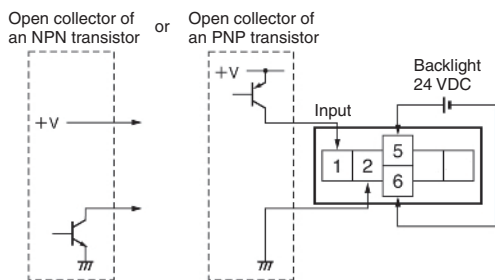 Open collector of
an NPN transistor
or
Open collector of
an PNP transistor
+V
+V
Input
Backlight
24 VDC
1
2
5
6